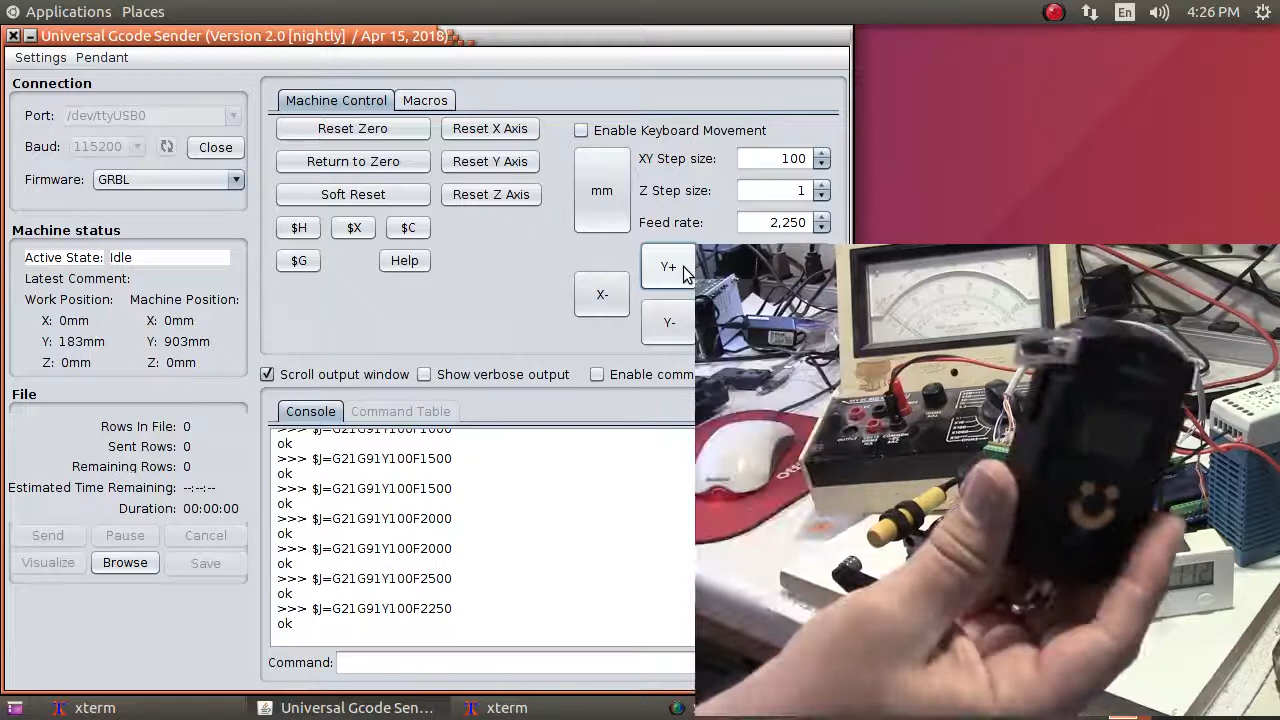 Applications Places
En 4:26 PM
Universal Gcode Sender (Version 2.0 [nightly] / Apr 15, 2018)
Settings Pendant
Connection
Port: /dev/ttyUSB0
Baud: 115200 Close
Firmware: GRBL
Machine status
Active State: Idle
Latest Comment:
Work Position: Machine Position:
X: 0mm X: 0mm
Y: 183mm Y: 903mm
Z: 0mm Z: 0mm
File
Rows In File: 0
Sent Rows: 0
Remaining Rows: 0
Estimated Time Remaining: --:--:--
Duration: 00:00:00
Send Pause Cancel
Visualize Browse Save
Machine Control Macros
Reset Zero Reset X Axis
Return to Zero Reset Y Axis
Soft Reset Reset Z Axis
$H $X $C
$G Help
Enable Keyboard Movement
mm
XY Step size: 100
Z Step size: 1
Feed rate: 2,250
Y+
X-
Y-
Scroll output window Show verbose output Enable comm
Console Command Table
>>> $J=G21G91Y100F1000
ok
>>> $J=G21G91Y100F1500
ok
>>> $J=G21G91Y100F1500
ok
>>> $J=G21G91Y100F2000
ok
>>> $J=G21G91Y100F2000
ok
>>> $J=G21G91Y100F2500
ok
>>> $J=G21G91Y100F2250
ok
Command:
xterm Universal Gcode Sen... xterm